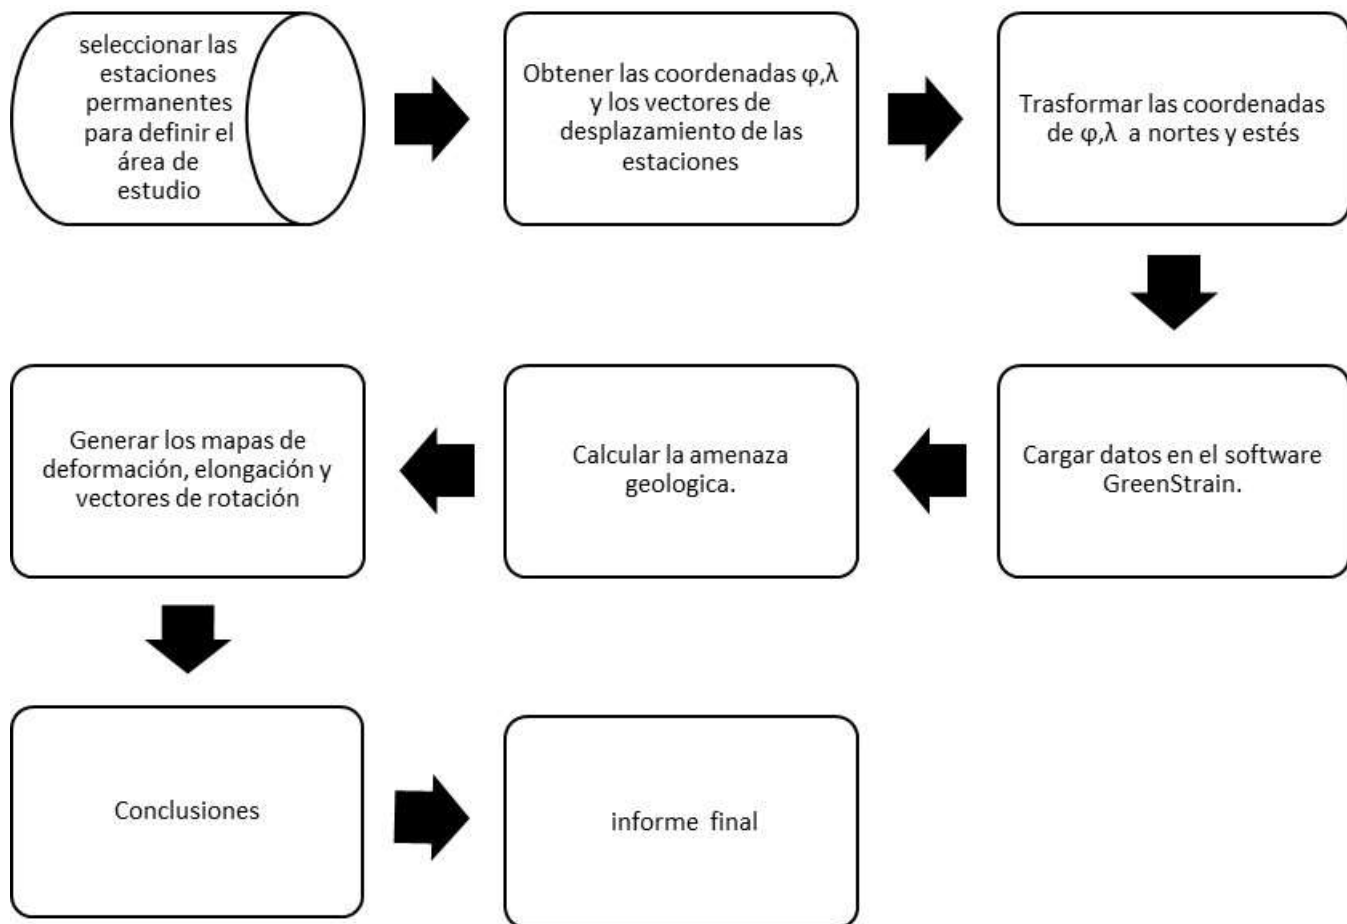 seleccionar las
estaciones
permanentes
para definir el
área de
estudio
Obtener las coordenadas φ,λ
y los vectores de
desplazamiento de las
estaciones
Trasformar las coordenadas
de φ,λ a nortes y estés
Cargar datos en el software
GreenStrain.
Calcular la amenaza
geologica.
Generar los mapas de
deformación, elongación y
vectores de rotación
Conclusiones
informe final